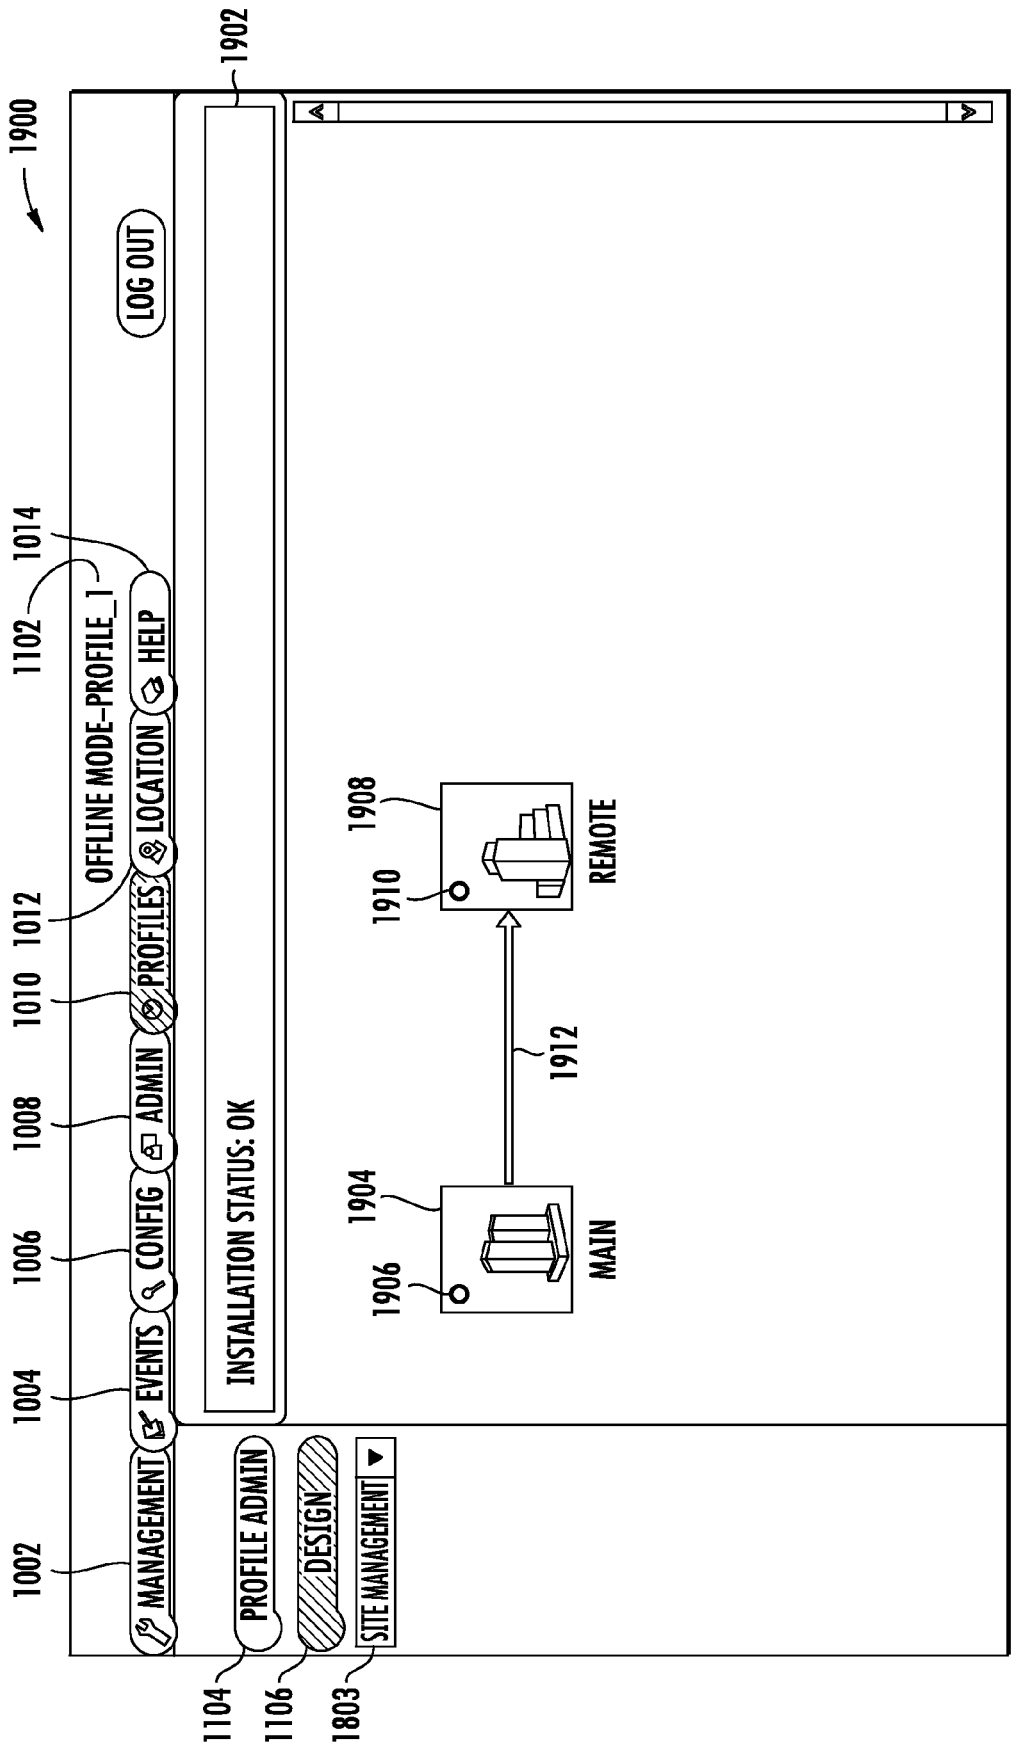 1900
1102
1014
OFFLINE MODE–PROFILE_1
LOG OUT
1002
1004
1006
1008
1010
1012
MANAGEMENT
EVENTS
CONFIG
ADMIN
PROFILES
LOCATION
HELP
1902
INSTALLATION STATUS: OK
1104
PROFILE ADMIN
1106
DESIGN
1803
SITE MANAGEMENT
1904
1906
MAIN
1908
1910
REMOTE
1912